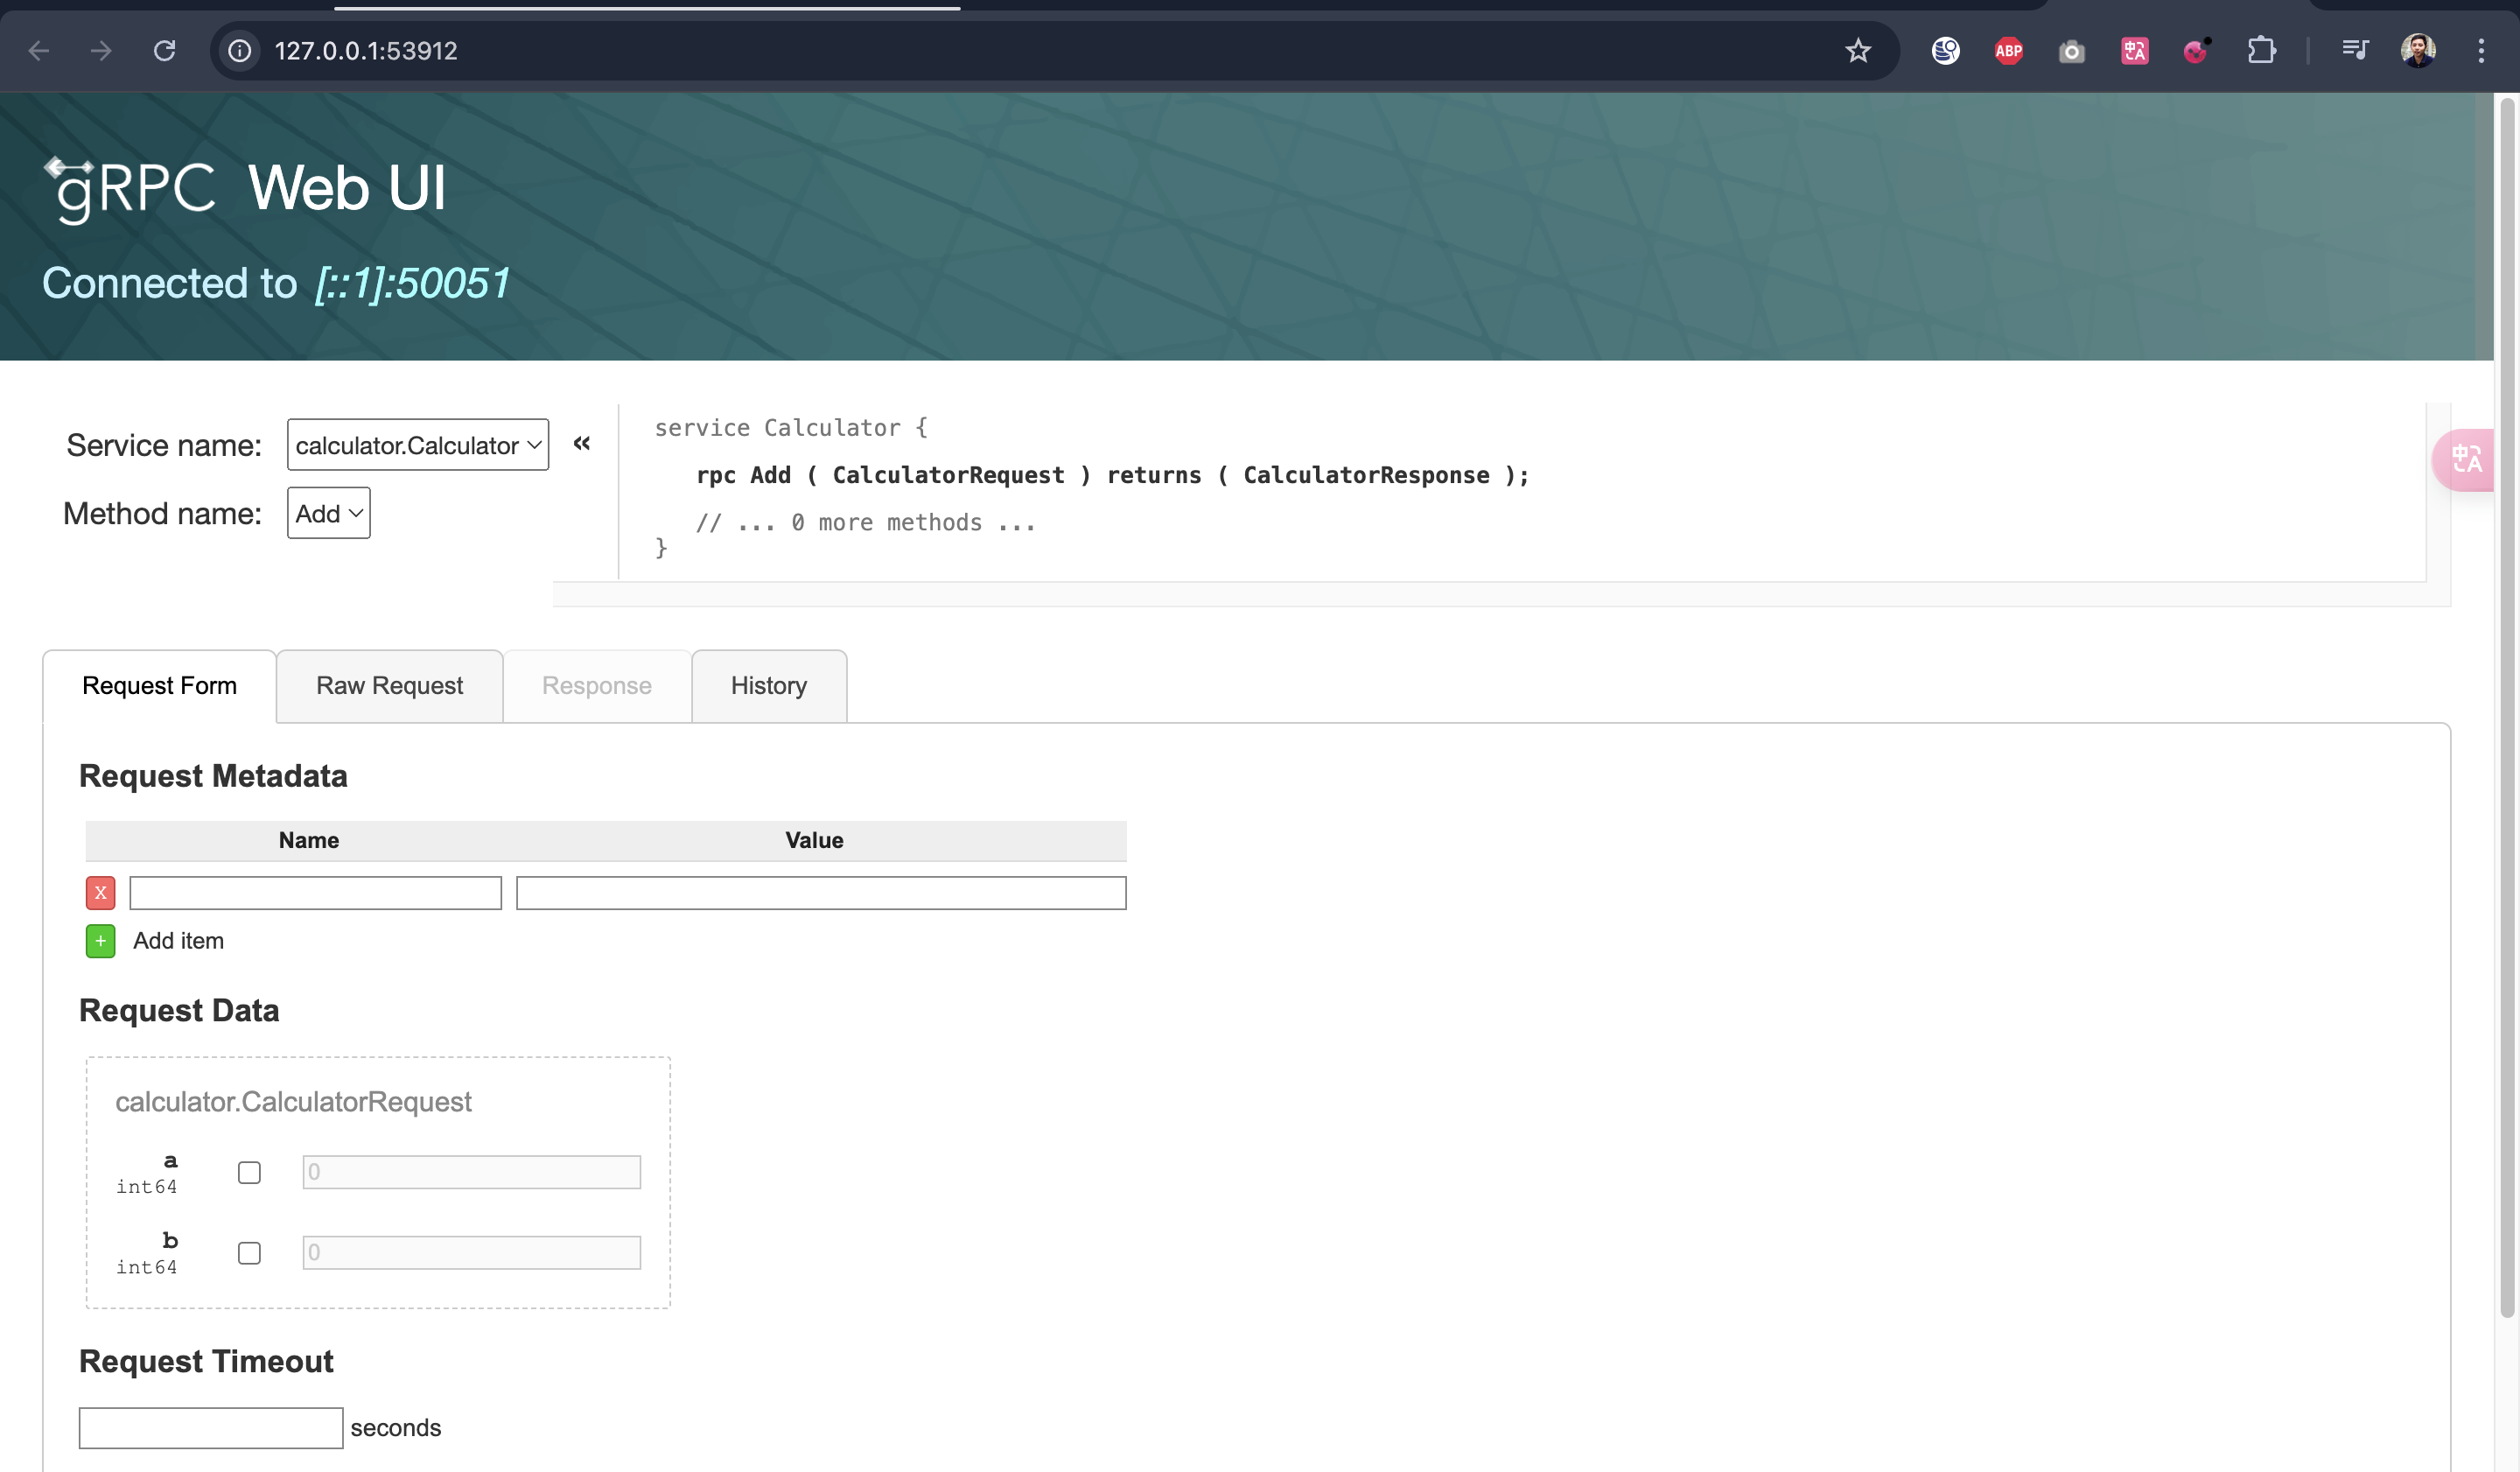 127.0.0.1:53912
ABP
gRPC Web UI
Connected to [::1]:50051
Service name: calculator.Calculator «
Method name: Add
service Calculator {
rpc Add ( CalculatorRequest ) returns ( CalculatorResponse );
// ... 0 more methods ...
}
中A
Request Form Raw Request Response History
Request Metadata
Name Value
X
+ Add item
Request Data
calculator.CalculatorRequest
a
int64 0
b
int64 0
Request Timeout
seconds